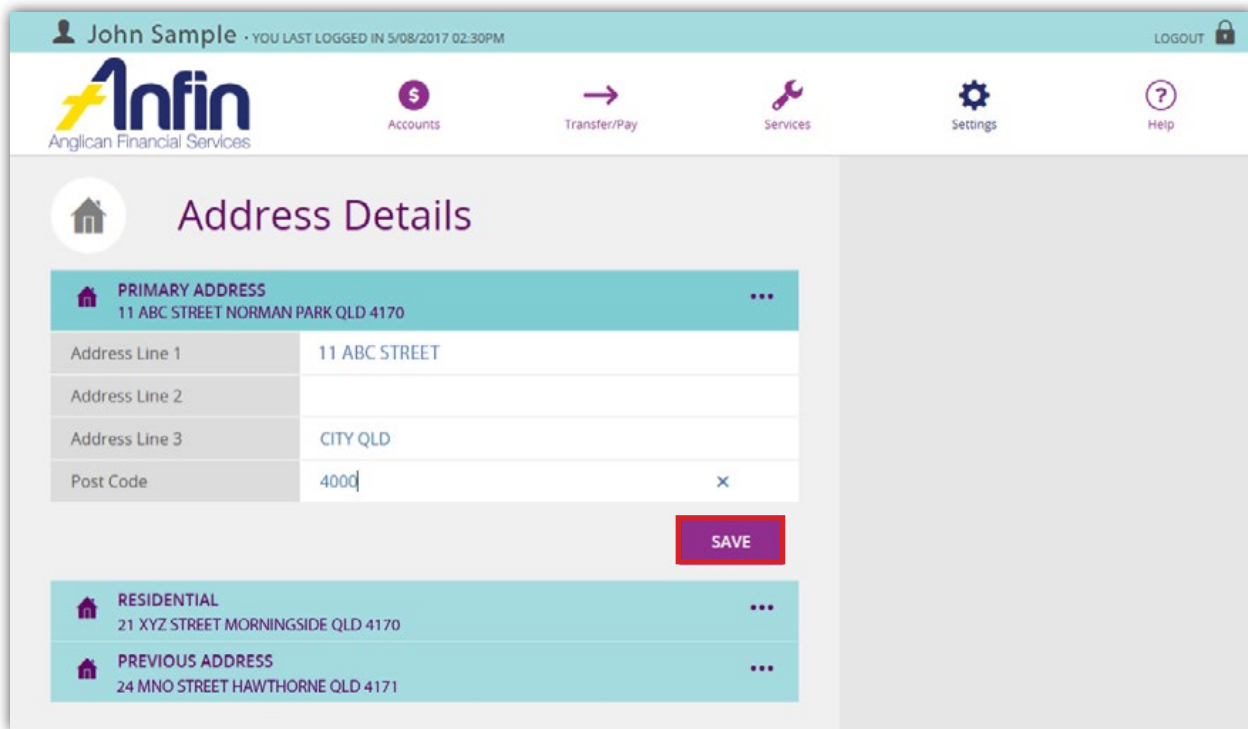 John Sample • YOU LAST LOGGED IN 5/08/2017 02:30PM
LOGOUT
Anfin
Anglican Financial Services
$
Accounts
Transfer/Pay
Services
Settings
?
Help
Address Details
PRIMARY ADDRESS
11 ABC STREET NORMAN PARK QLD 4170
Address Line 1 11 ABC STREET
Address Line 2
Address Line 3 CITY QLD
Post Code 4000
SAVE
RESIDENTIAL
21 XYZ STREET MORNINGSIDE QLD 4170
PREVIOUS ADDRESS
24 MNO STREET HAWTHORNE QLD 4171